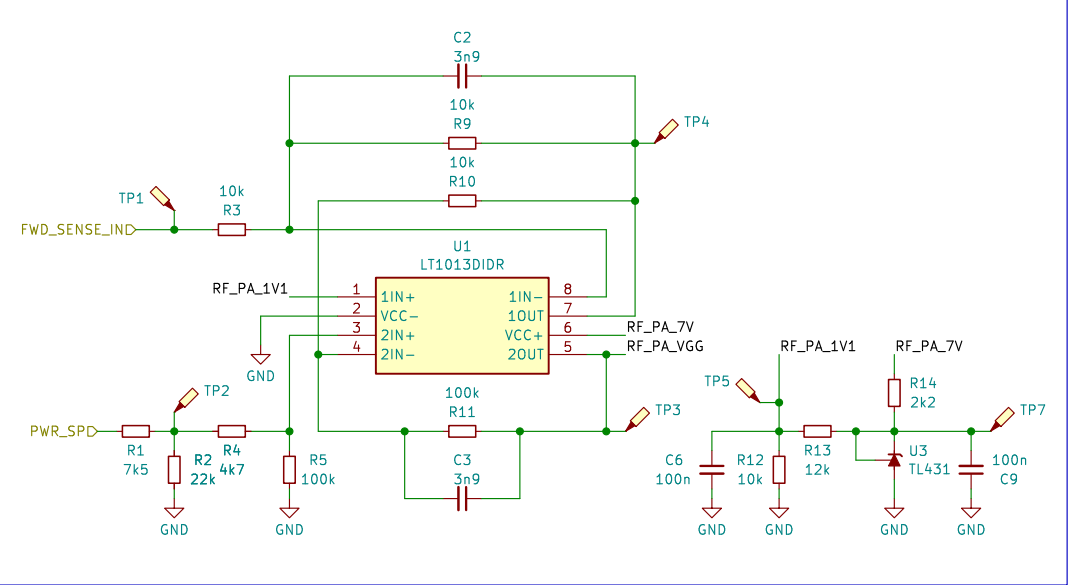 C2
3n9
10k
R9
TP4
10k
R10
TP1
10k
R3
FWD_SENSE_IN
U1
LT1013DIDR
RF_PA_1V1
1
1IN+
8
1IN-
2
VCC-
7
1OUT
3
2IN+
6
VCC+
RF_PA_7V
4
2IN-
5
2OUT
RF_PA_VGG
GND
RF_PA_1V1
RF_PA_7V
TP2
TP5
R14
2k2
100k
R11
TP3
TP7
PWR_SP
R1
7k5
R2
22k
R4
4k7
R5
100k
C3
3n9
C6
100n
R12
10k
R13
12k
U3
TL431
100n
C9
GND
GND
GND
GND
GND
GND